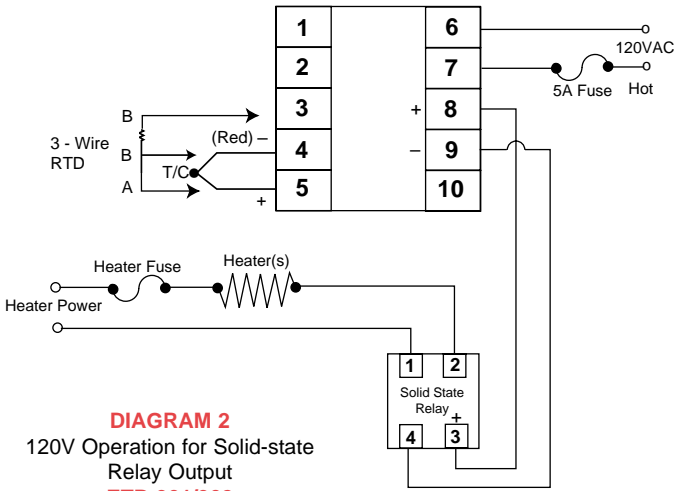 1
2
3
4
5
6
7
8
9
10
120VAC
5A Fuse Hot
+
–
B
B
A
3 - Wire
RTD
(Red) –
T/C
+
Heater Fuse
Heater(s)
Heater Power
1 2
Solid State
Relay
+
4 3
DIAGRAM 2
120V Operation for Solid-state
Relay Output